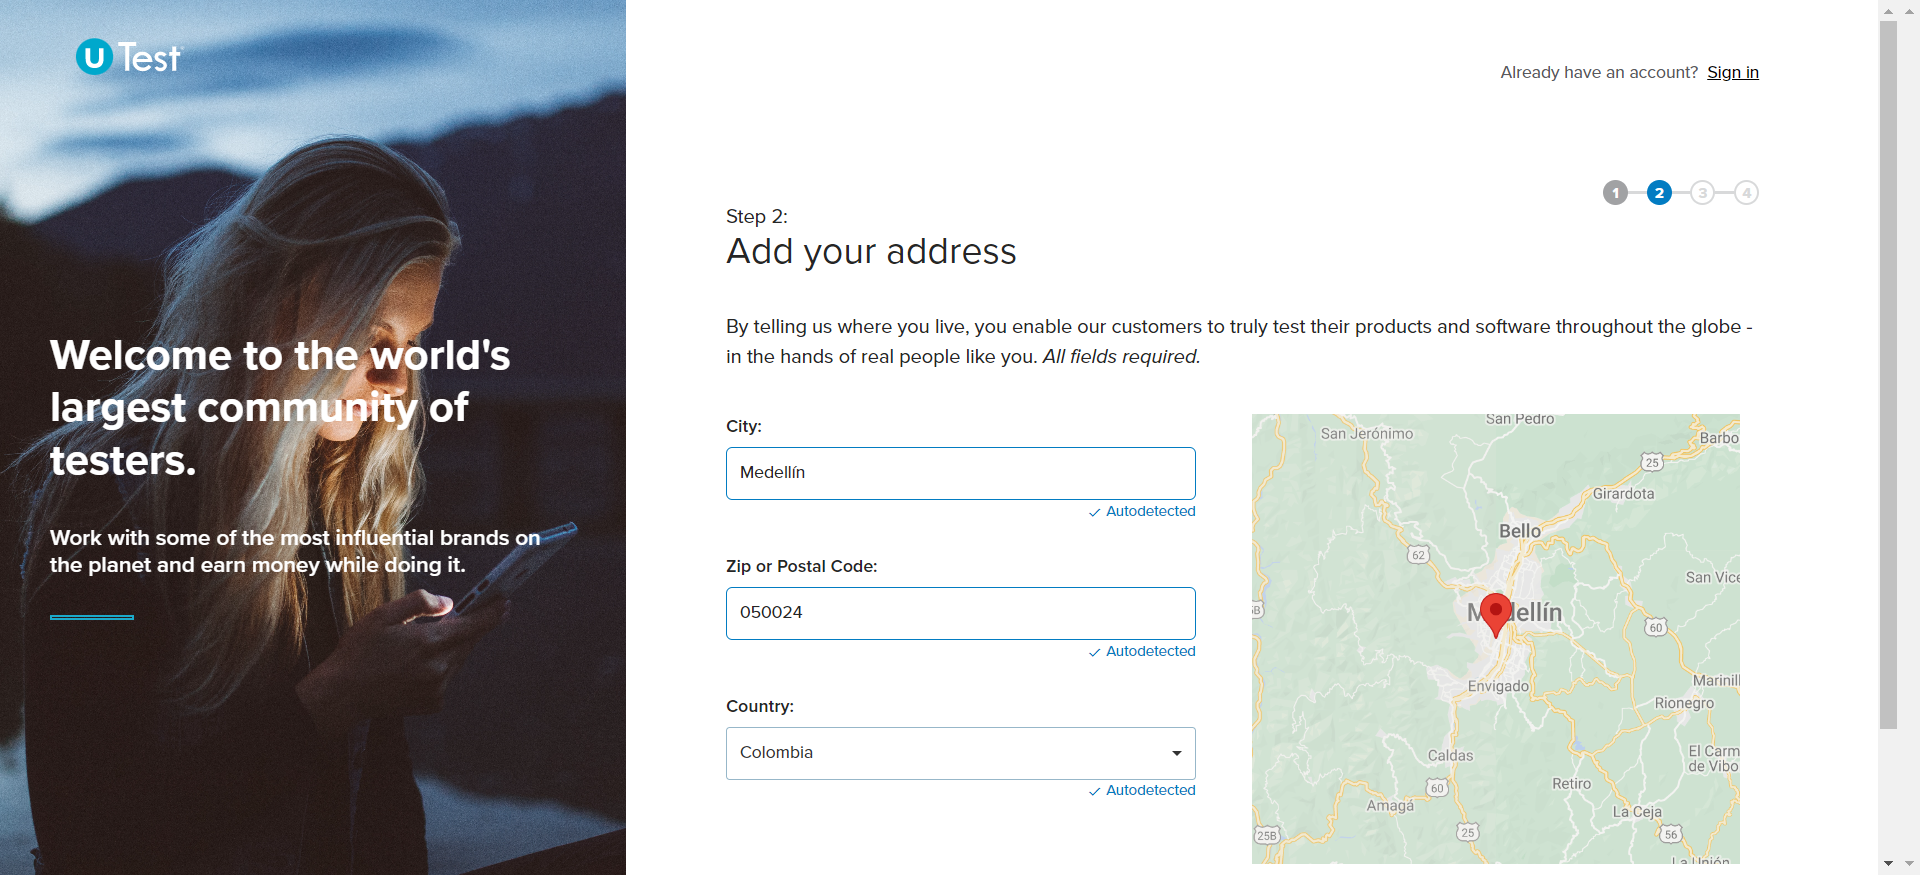 U Test
Welcome to the world's
largest community of
testers.
Work with some of the most influential brands on
the planet and earn money while doing it.
Already have an account? Sign in
1 2 3 4
Step 2:
Add your address
By telling us where you live, you enable our customers to truly test their products and software throughout the globe -
in the hands of real people like you. All fields required.
City:
Medellín
Autodetected
Zip or Postal Code:
050024
Autodetected
Country:
Colombia
Autodetected
San Pedro
San Jerónimo
Barbo
25
Girardota
Bello
62
San Vice
5B
M dellín
60
Envigado
Marinill
Rionegro
Caldas
El Carm
de Vibo
Retiro
60
Amagá
La Ceja
25B
25
56
La Unión